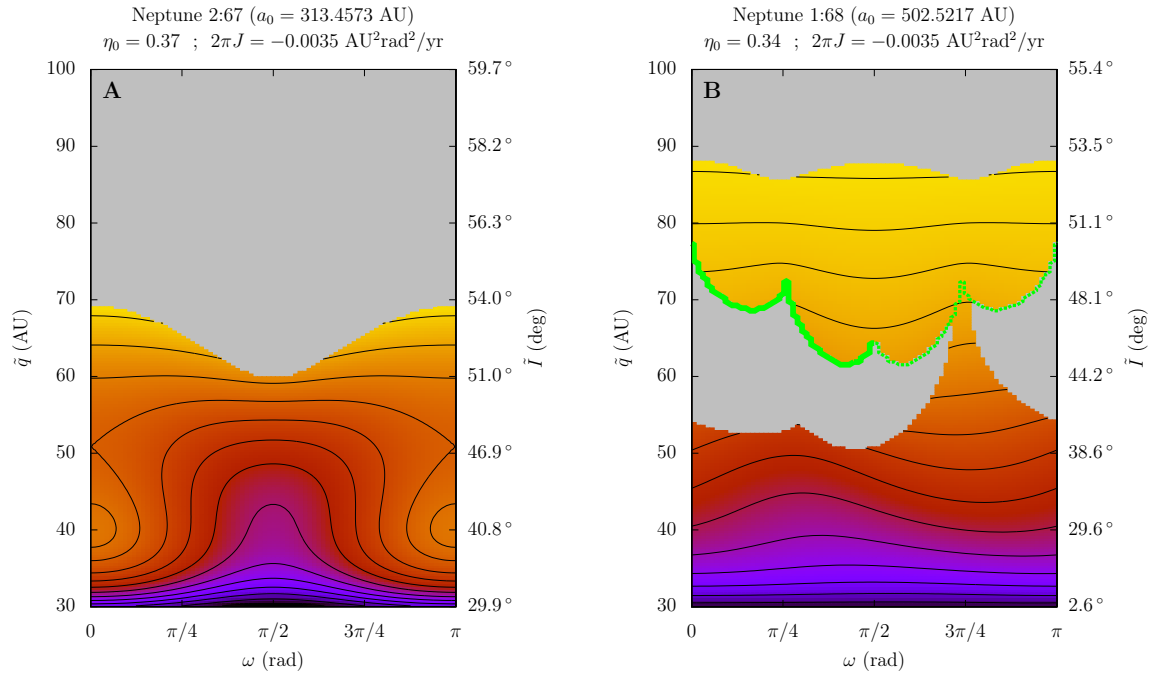 Neptune 2:67 (a₀ = 313.4573 AU)
η₀ = 0.37 ; 2πJ = −0.0035 AU²rad²/yr
A
100
90
80
70
60
50
40
30
q̃ (AU)
59.7°
58.2°
56.3°
54.0°
51.0°
46.9°
40.8°
29.9°
Ĩ (deg)
0
π/4
π/2
3π/4
π
ω (rad)
Neptune 1:68 (a₀ = 502.5217 AU)
η₀ = 0.34 ; 2πJ = −0.0035 AU²rad²/yr
B
100
90
80
70
60
50
40
30
q̃ (AU)
55.4°
53.5°
51.1°
48.1°
44.2°
38.6°
29.6°
2.6°
Ĩ (deg)
0
π/4
π/2
3π/4
π
ω (rad)